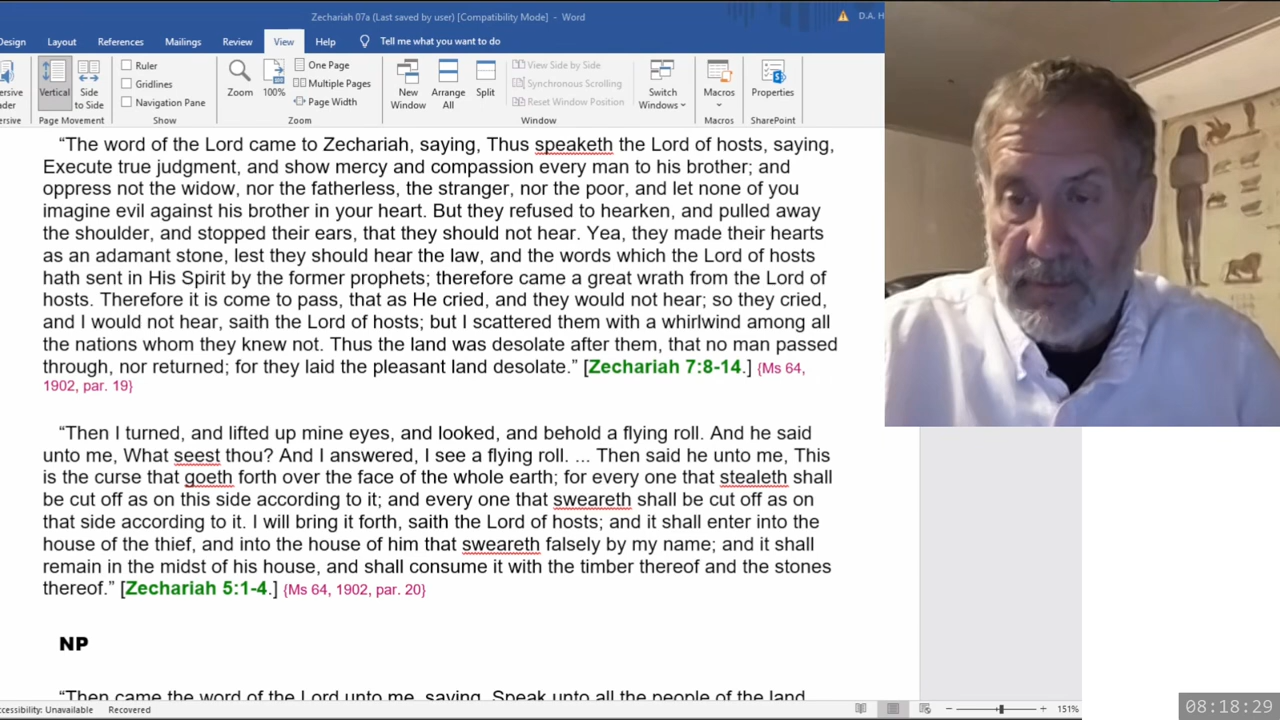 Zechariah 07a (Last saved by user) [Compatibility Mode] - Word
D.A. H
Design Layout References Mailings Review View Help Tell me what you want to do
Ruler
One Page
View Side by Side
Gridlines
Multiple Pages
Synchronous Scrolling
Navigation Pane
Page Width
Reset Window Position
Vertical
Side
to Side
Zoom
100%
New
Window
Arrange
All
Split
Switch
Windows
Macros
Properties
Page Movement
Show
Zoom
Window
Macros
SharePoint
“The word of the Lord came to Zechariah, saying, Thus speaketh the Lord of hosts, saying,
Execute true judgment, and show mercy and compassion every man to his brother; and
oppress not the widow, nor the fatherless, the stranger, nor the poor, and let none of you
imagine evil against his brother in your heart. But they refused to hearken, and pulled away
the shoulder, and stopped their ears, that they should not hear. Yea, they made their hearts
as an adamant stone, lest they should hear the law, and the words which the Lord of hosts
hath sent in His Spirit by the former prophets; therefore came a great wrath from the Lord of
hosts. Therefore it is come to pass, that as He cried, and they would not hear; so they cried,
and I would not hear, saith the Lord of hosts; but I scattered them with a whirlwind among all
the nations whom they knew not. Thus the land was desolate after them, that no man passed
through, nor returned; for they laid the pleasant land desolate.” [Zechariah 7:8-14.] {Ms 64,
1902, par. 19}
“Then I turned, and lifted up mine eyes, and looked, and behold a flying roll. And he said
unto me, What seest thou? And I answered, I see a flying roll. ... Then said he unto me, This
is the curse that goeth forth over the face of the whole earth; for every one that stealeth shall
be cut off as on this side according to it; and every one that sweareth shall be cut off as on
that side according to it. I will bring it forth, saith the Lord of hosts; and it shall enter into the
house of the thief, and into the house of him that sweareth falsely by my name; and it shall
remain in the midst of his house, and shall consume it with the timber thereof and the stones
thereof.” [Zechariah 5:1-4.] {Ms 64, 1902, par. 20}
NP
“Then came the word of the Lord unto me, saying, Speak unto all the people of the land,
Accessibility: Unavailable Recovered
151%
08:18:29